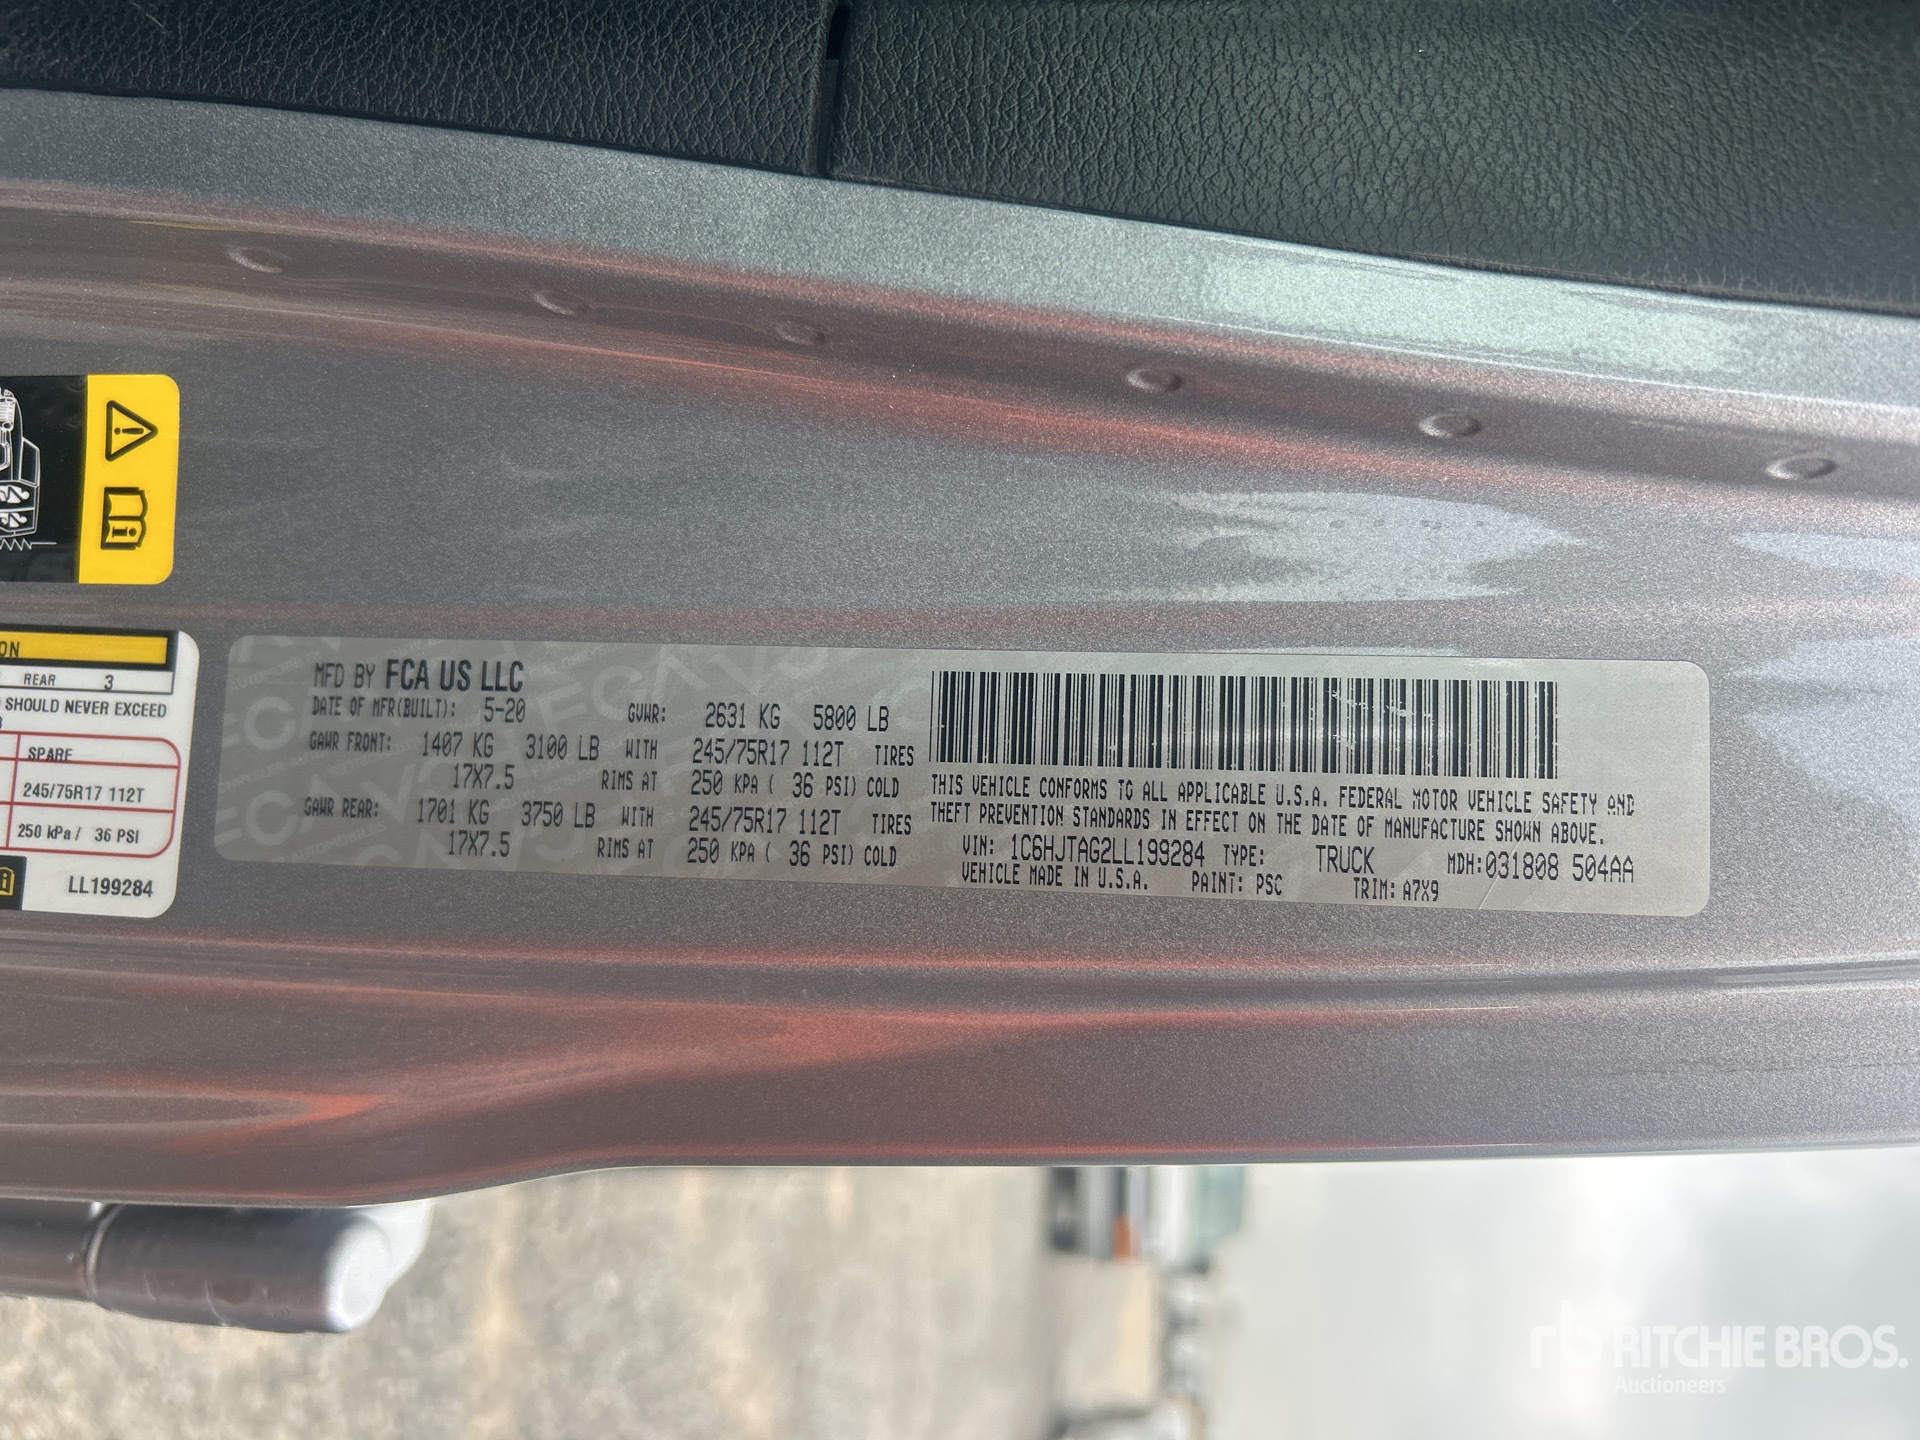 ON
REAR 3
SHOULD NEVER EXCEED
SPARE
245/75R17 112T
250 kPa / 36 PSI
LL199284
MFD BY FCA US LLC
DATE OF MFR(BUILT): 5-20 GVWR: 2631 KG 5800 LB
GAWR FRONT: 1407 KG 3100 LB WITH 245/75R17 112T TIRES
17X7.5 RIMS AT 250 KPA ( 36 PSI) COLD
GAWR REAR: 1701 KG 3750 LB WITH 245/75R17 112T TIRES
17X7.5 RIMS AT 250 KPA ( 36 PSI) COLD
THIS VEHICLE CONFORMS TO ALL APPLICABLE U.S.A. FEDERAL MOTOR VEHICLE SAFETY AND
THEFT PREVENTION STANDARDS IN EFFECT ON THE DATE OF MANUFACTURE SHOWN ABOVE.
VIN: 1C6HJTAG2LL199284 TYPE: TRUCK MDH:031808 504AA
VEHICLE MADE IN U.S.A. PAINT: PSC TRIM: A7X9
rb RITCHIE BROS.
Auctioneers